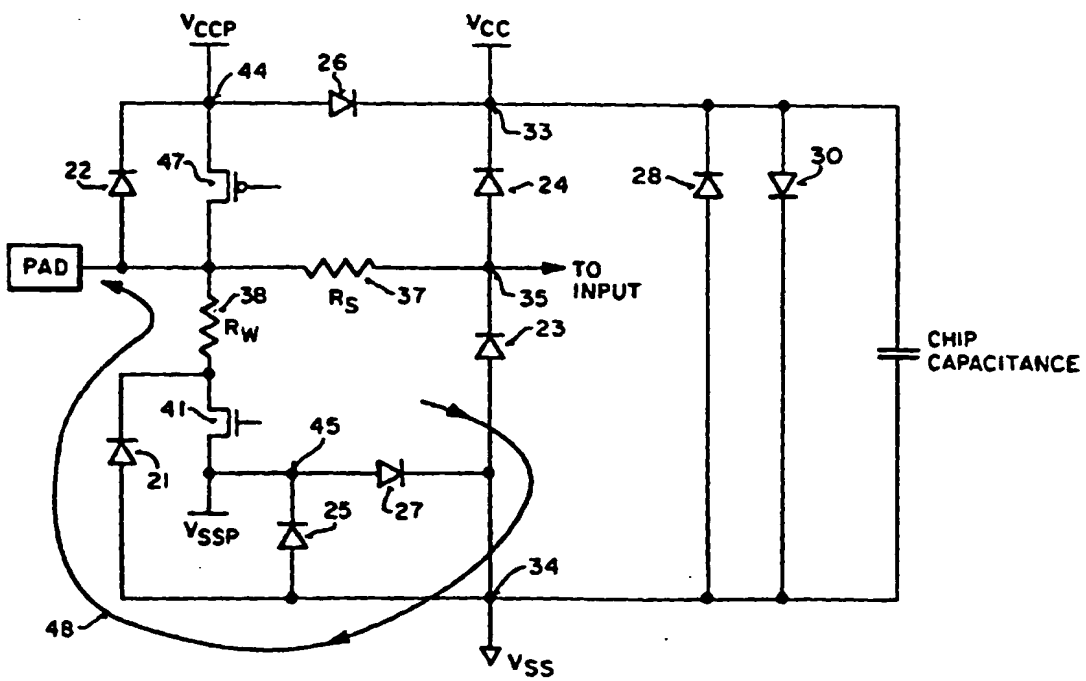 VCCP
VCC
26
44
33
22
47
24
28
30
PAD
TO
INPUT
38
RW
RS
37
35
23
CHIP
CAPACITANCE
41
45
21
27
VSSP
25
34
48
VSS